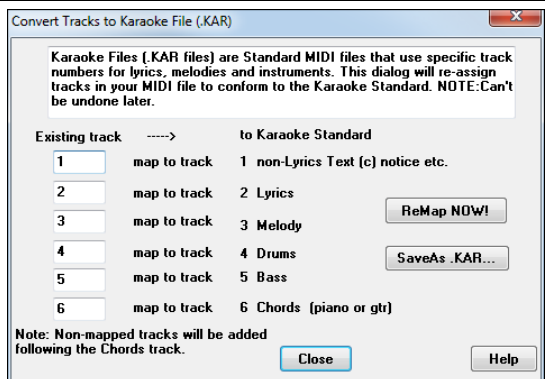 Convert Tracks to Karaoke File (.KAR)
Karaoke Files (.KAR files) are Standard MIDI files that use specific track
numbers for lyrics, melodies and instruments. This dialog will re-assign
tracks in your MIDI file to conform to the Karaoke Standard. NOTE:Can't
be undone later.
Existing track -----> to Karaoke Standard
1 map to track 1 non-Lyrics Text (c) notice etc.
2 map to track 2 Lyrics
ReMap NOW!
3 map to track 3 Melody
4 map to track 4 Drums
SaveAs .KAR...
5 map to track 5 Bass
6 map to track 6 Chords (piano or gtr)
Note: Non-mapped tracks will be added
following the Chords track.
Close Help